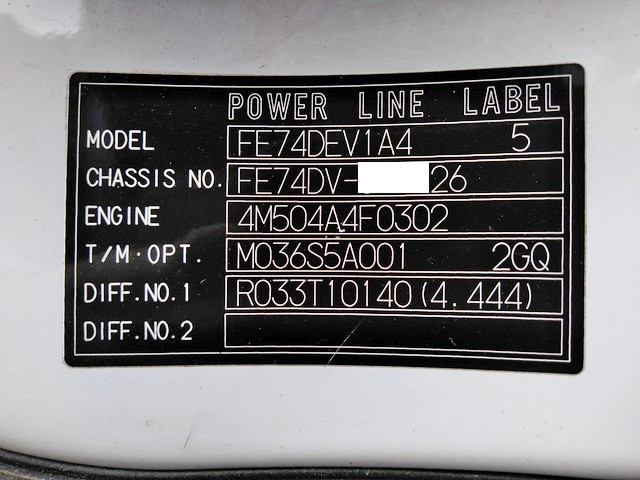 POWER LINE LABEL
MODEL FE74DEV1A4 5
CHASSIS NO. FE74DV- 26
ENGINE 4M504A4F0302
T/M·OPT. M036S5A001 2GQ
DIFF.NO.1 R033T10140(4.444)
DIFF.NO.2